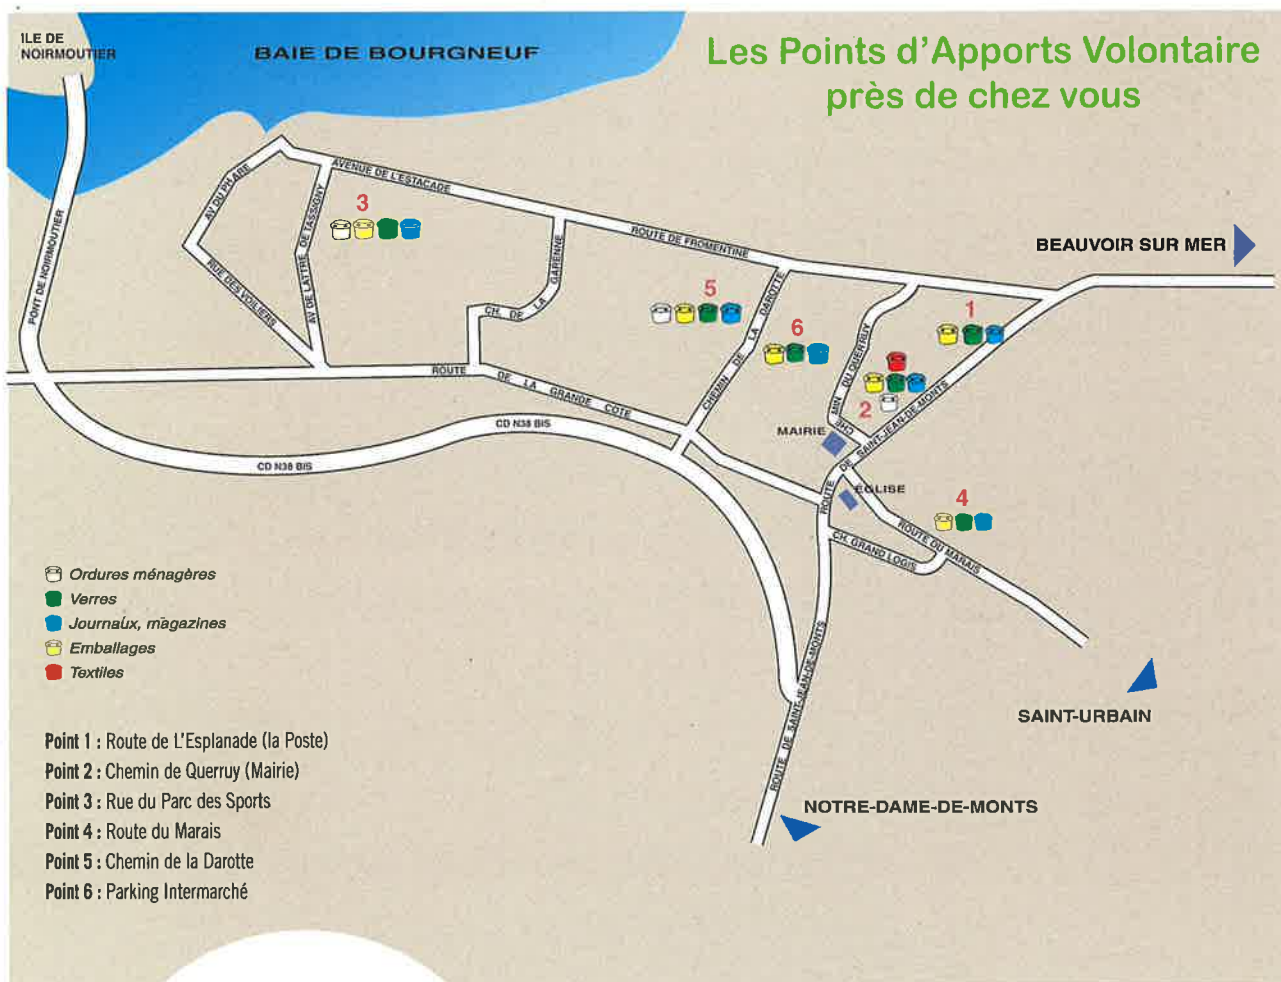 ILE DE
NOIRMOUTIER
BAIE DE BOURGNEUF
Les Points d'Apports Volontaire
près de chez vous
AV DU PHARE
AVENUE DE L'ESTACADE
AV DE LATTRE DE TASSIGNY
3
PONT DE NOIRMOUTIER
RUE DES VOILIERS
CH. DE LA GARENNE
ROUTE DE FROMENTINE
BEAUVOIR SUR MER
5
CHEMIN DE LA DAROTTE
6
1
CHEMIN DU QUERRUY
2
ROUTE DE LA GRANDE COTE
CD N38 BIS
CD N38 BIS
MAIRIE
ROUTE DE SAINT-JEAN-DE-MONTS
ÉGLISE
4
ROUTE DU MARAIS
CH. GRAND LOGIS
Ordures ménagères
Verres
Journaux, magazines
Emballages
Textiles
ROUTE DE SAINT-JEAN-DE-MONTS
SAINT-URBAIN
NOTRE-DAME-DE-MONTS
Point 1 : Route de L'Esplanade (la Poste)
Point 2 : Chemin de Querruy (Mairie)
Point 3 : Rue du Parc des Sports
Point 4 : Route du Marais
Point 5 : Chemin de la Darotte
Point 6 : Parking Intermarché